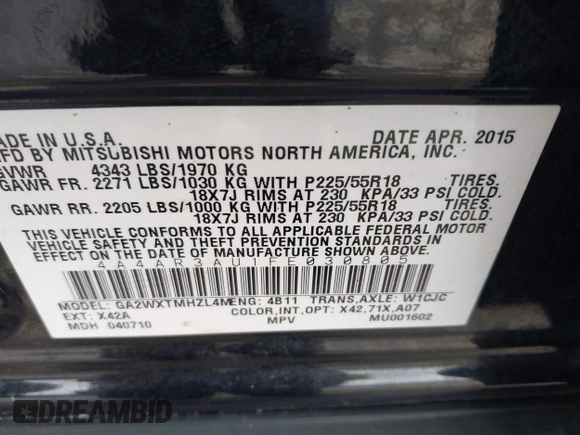 MADE IN U.S.A. DATE APR. 2015
MFD BY MITSUBISHI MOTORS NORTH AMERICA, INC.
GVWR 4343 LBS/1970 KG
GAWR FR. 2271 LBS/1030 KG WITH P225/55R18 TIRES.
18X7J RIMS AT 230 KPA/33 PSI COLD.
GAWR RR. 2205 LBS/1000 KG WITH P225/55R18 TIRES.
18X7J RIMS AT 230 KPA/33 PSI COLD.
THIS VEHICLE CONFORMS TO ALL APPLICABLE FEDERAL MOTOR
VEHICLE SAFETY AND THEFT PREVENTION STANDARDS IN
EFFECT ON THE DATE OF MANUFACTURE SHOWN ABOVE.
4A4AR3AU1FE030805
MODEL: GA2WXTMHZL4MENG: 4B11 TRANS,AXLE: W1CJC
EXT: X42A COLOR,INT,OPT: X42,71X,A07
MDH 040710 MPV MU001602
DREAMBID